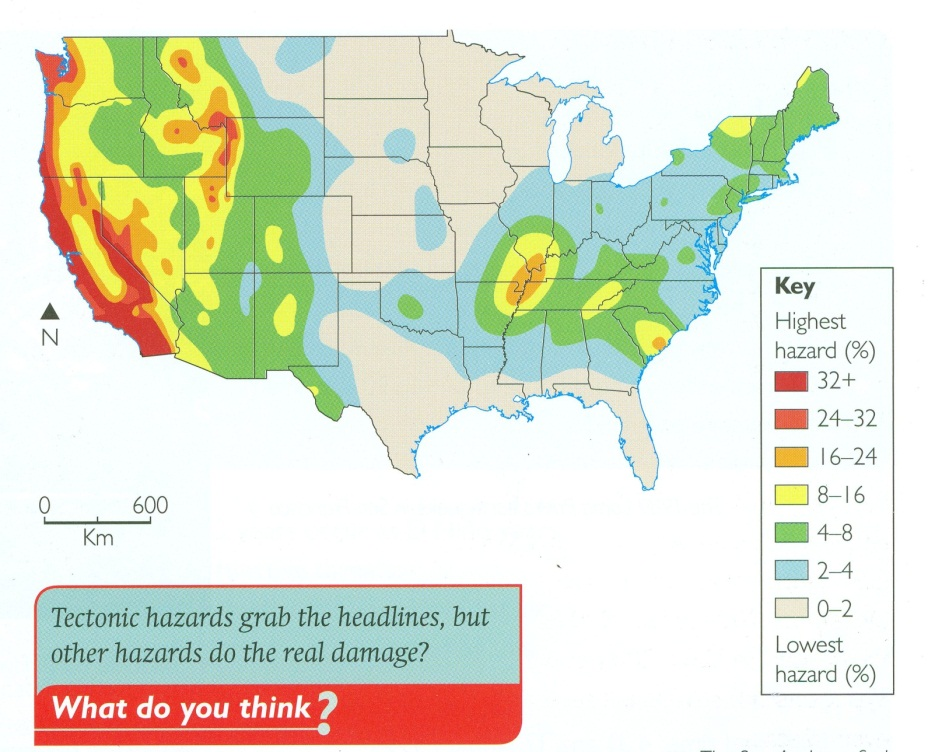 N
0 600
Km
Key
Highest
hazard (%)
32+
24–32
16–24
8–16
4–8
2–4
0–2
Lowest
hazard (%)
Tectonic hazards grab the headlines, but
other hazards do the real damage?
What do you think?